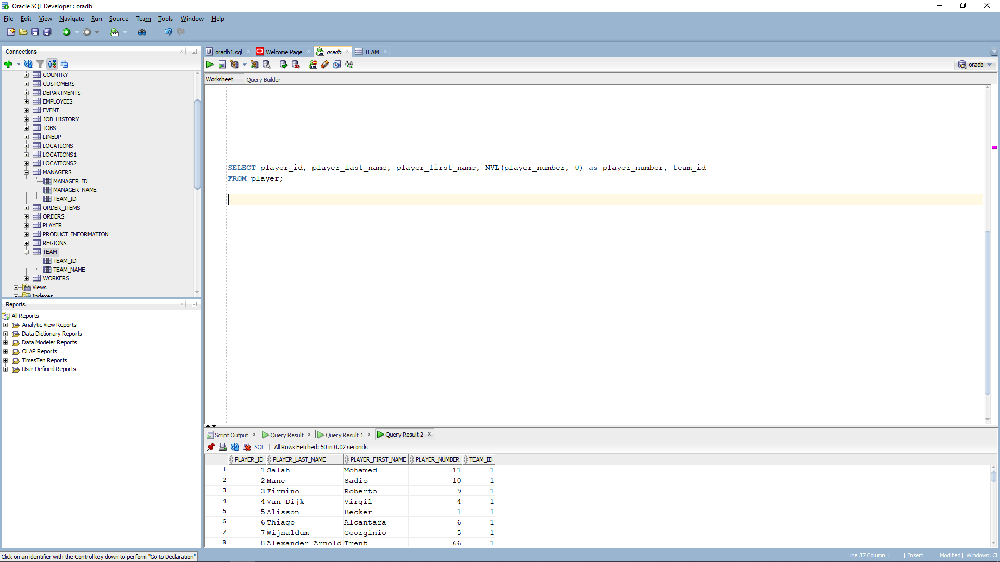 Oracle SQL Developer : oradb
File Edit View Navigate Run Source Team Tools Window Help
Connections
COUNTRY
CUSTOMERS
DEPARTMENTS
EMPLOYEES
EVENT
JOB_HISTORY
JOBS
LINEUP
LOCATIONS
LOCATIONS1
LOCATIONS2
MANAGERS
MANAGER_ID
MANAGER_NAME
TEAM_ID
ORDER_ITEMS
ORDERS
PLAYER
PRODUCT_INFORMATION
REGIONS
TEAM
TEAM_ID
TEAM_NAME
WORKERS
Views
Indexes
Reports
All Reports
Analytic View Reports
Data Dictionary Reports
Data Modeler Reports
OLAP Reports
TimesTen Reports
User Defined Reports
oradb1.sql Welcome Page oradb TEAM
oradb
Worksheet Query Builder
SELECT player_id, player_last_name, player_first_name, NVL(player_number, 0) as player_number, team_id
FROM player;
Script Output Query Result Query Result 1 Query Result 2
SQL All Rows Fetched: 50 in 0.02 seconds
PLAYER_ID PLAYER_LAST_NAME PLAYER_FIRST_NAME PLAYER_NUMBER TEAM_ID
1 1 Salah Mohamed 11 1
2 2 Mane Sadio 10 1
3 3 Firmino Roberto 9 1
4 4 Van Dijk Virgil 4 1
5 5 Alisson Becker 1 1
6 6 Thiago Alcantara 6 1
7 7 Wijnaldum Georginio 5 1
8 8 Alexander-Arnold Trent 66 1
Click on an identifier with the Control key down to perform "Go to Declaration"
Line 37 Column 1 Insert Modified Windows: